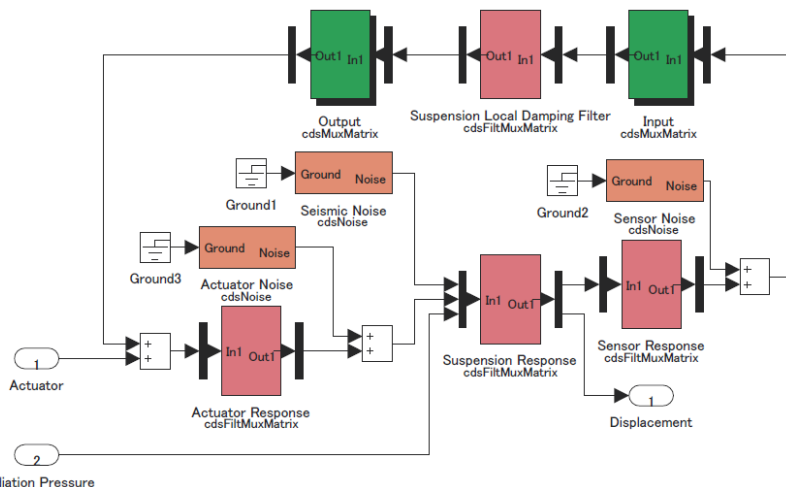 Out1 In1
Output
cdsMuxMatrix
Out1 In1
Suspension Local Damping Filter
cdsFiltMuxMatrix
Out1 In1
Input
cdsMuxMatrix
Ground1
Ground Noise
Seismic Noise
cdsNoise
Ground2
Ground Noise
Sensor Noise
cdsNoise
Ground3
Ground Noise
Actuator Noise
cdsNoise
1
Actuator
+
+
In1 Out1
Actuator Response
cdsFiltMuxMatrix
+
+
In1 Out1
Suspension Response
cdsFiltMuxMatrix
In1 Out1
Sensor Response
cdsFiltMuxMatrix
+
+
1
Displacement
2
Pressure